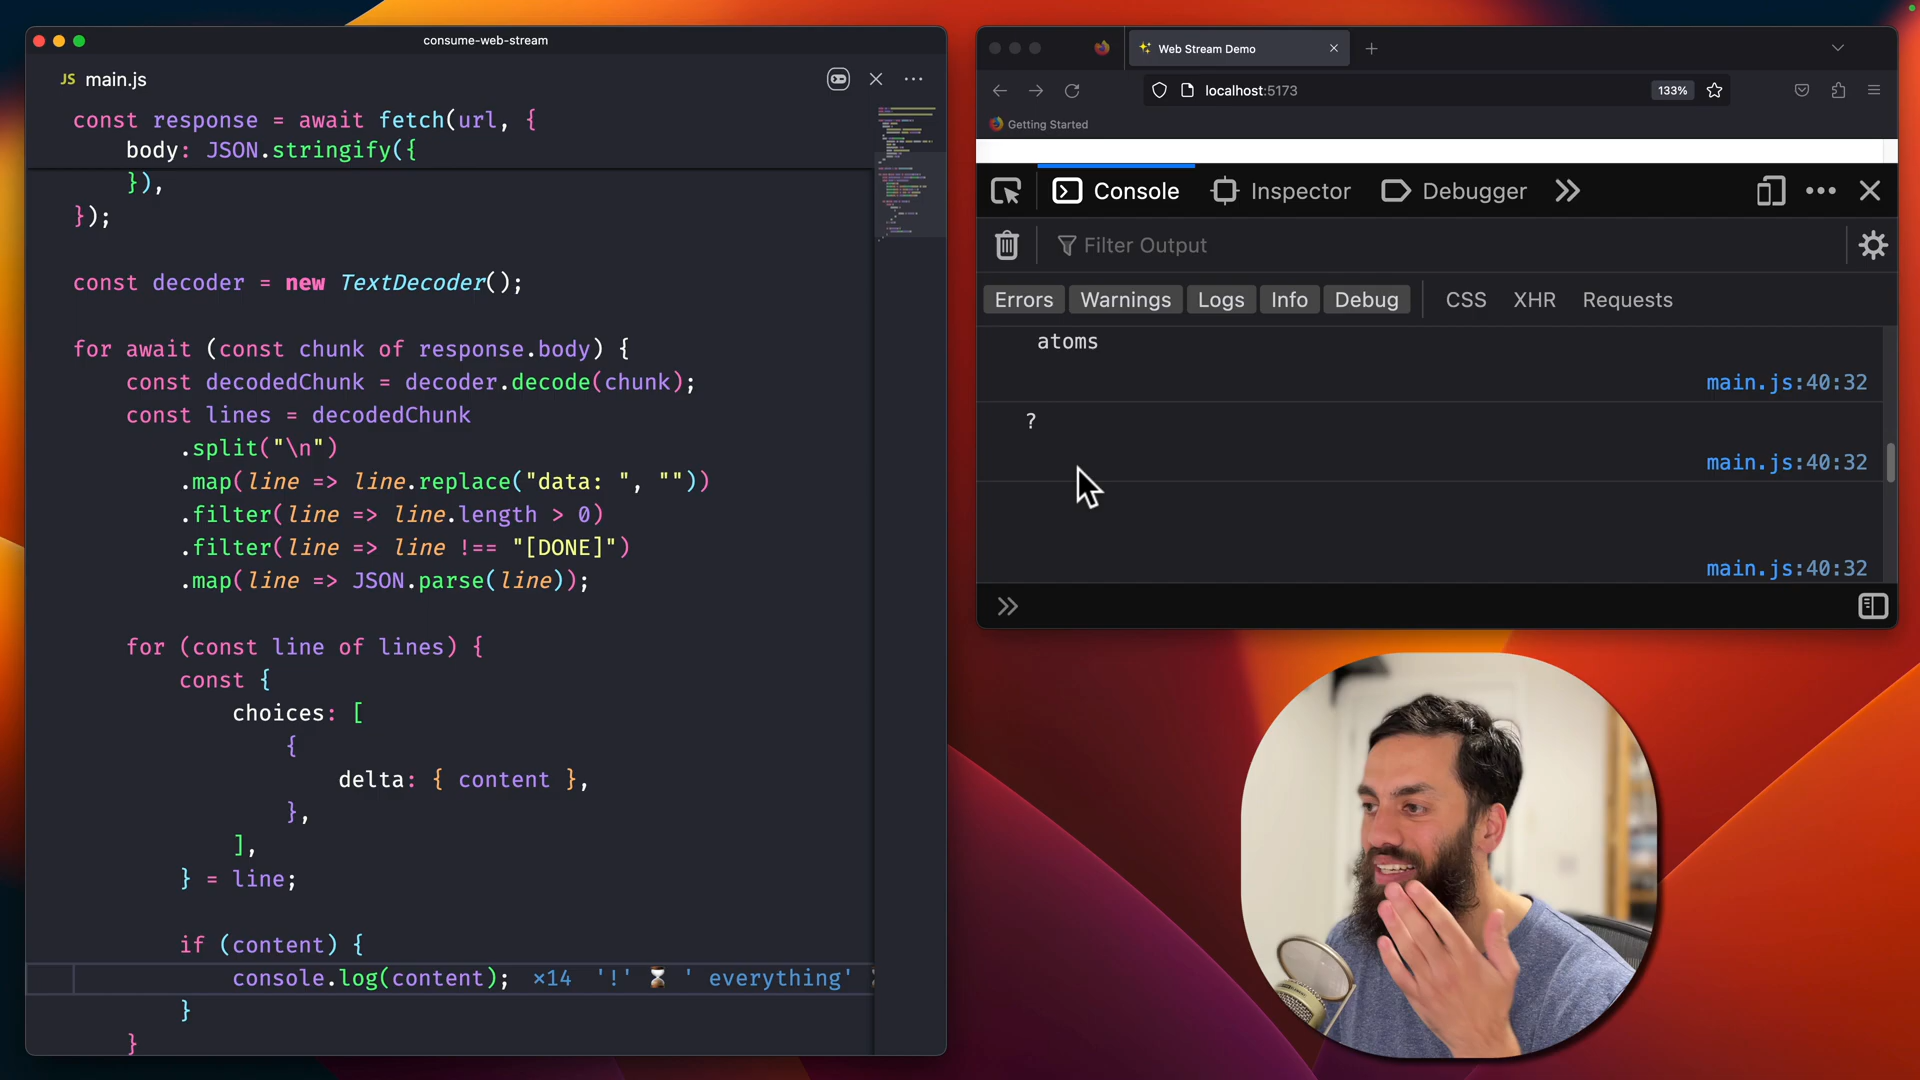 consume-web-stream
JS main.js
const response = await fetch(url, {
body: JSON.stringify({
}),
});
const decoder = new TextDecoder();
for await (const chunk of response.body) {
const decodedChunk = decoder.decode(chunk);
const lines = decodedChunk
.split("\n")
.map(line => line.replace("data: ", ""))
.filter(line => line.length > 0)
.filter(line => line !== "[DONE]")
.map(line => JSON.parse(line));
for (const line of lines) {
const {
choices: [
{
delta: { content },
},
],
} = line;
if (content) {
console.log(content); ×14 '!' ⌛ ' everything'
}
}
Web Stream Demo
localhost:5173
133%
Getting Started
Console Inspector Debugger
Filter Output
Errors Warnings Logs Info Debug CSS XHR Requests
atoms
main.js:40:32
?
main.js:40:32
main.js:40:32